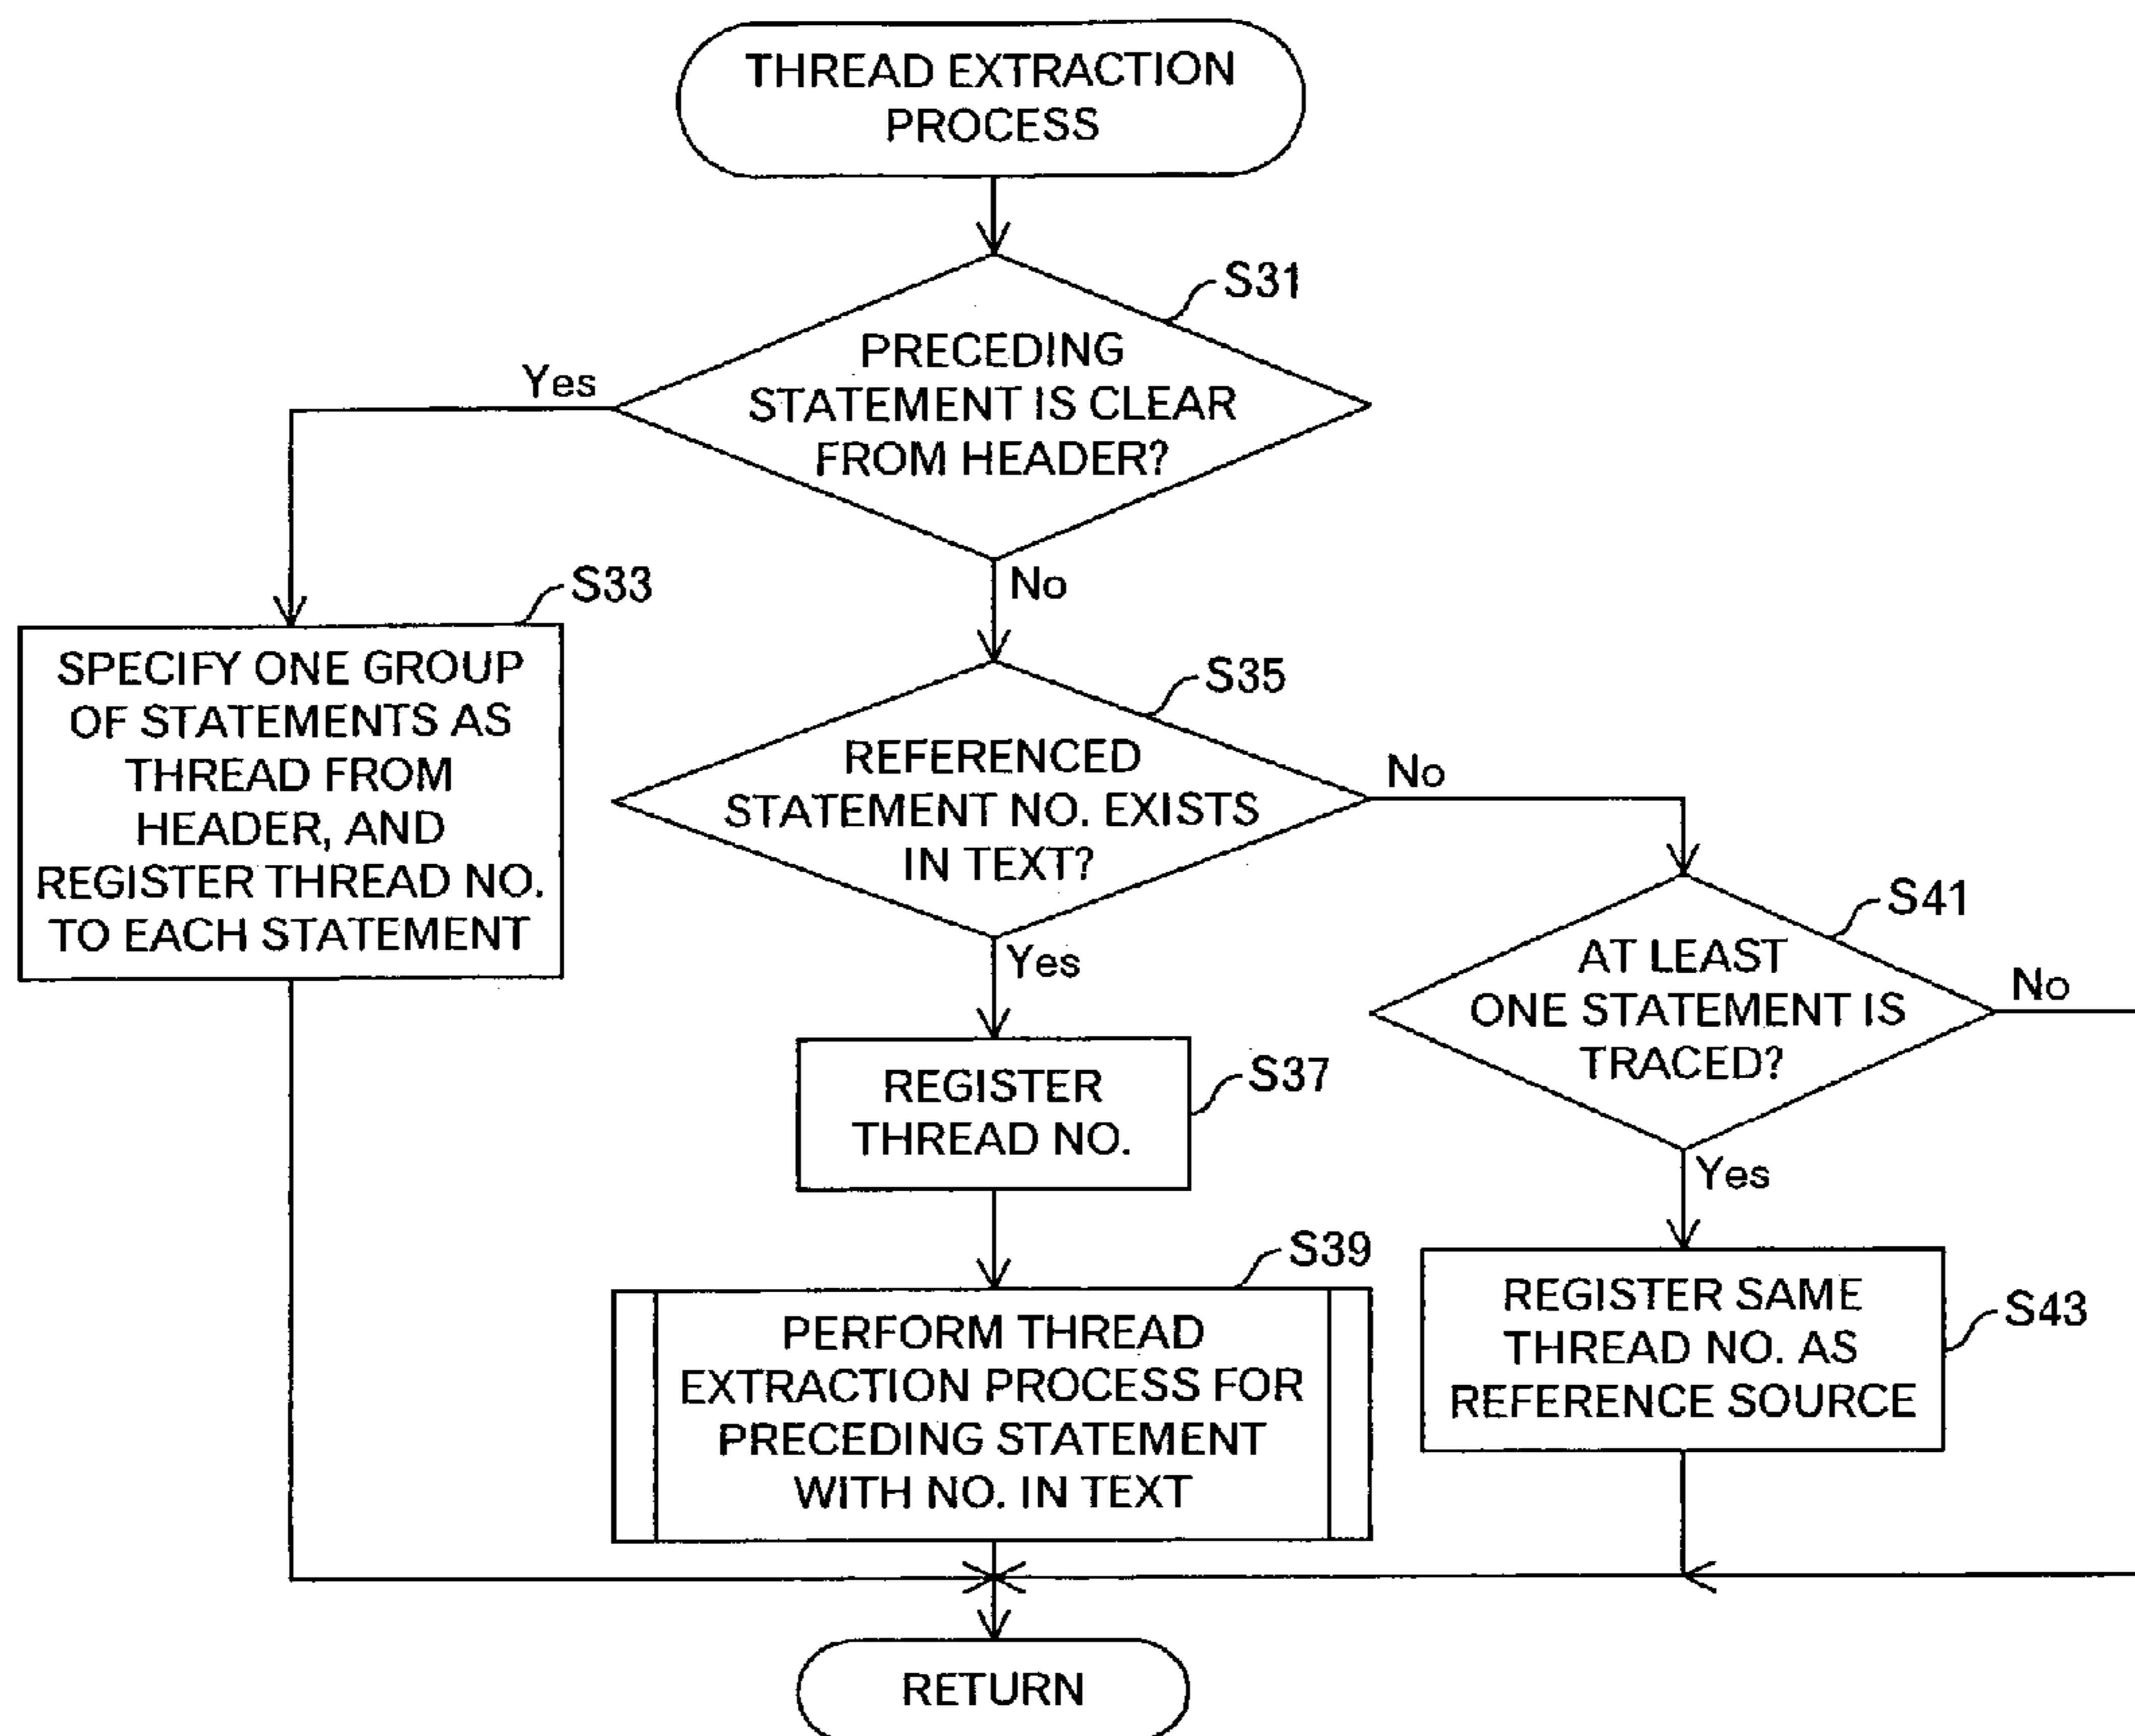 THREAD EXTRACTION
PROCESS
S31
PRECEDING
STATEMENT IS CLEAR
FROM HEADER?
Yes
No
S33
SPECIFY ONE GROUP
OF STATEMENTS AS
THREAD FROM
HEADER, AND
REGISTER THREAD NO.
TO EACH STATEMENT
S35
REFERENCED
STATEMENT NO. EXISTS
IN TEXT?
No
Yes
S41
AT LEAST
ONE STATEMENT IS
TRACED?
No
Yes
S37
REGISTER
THREAD NO.
S39
PERFORM THREAD
EXTRACTION PROCESS FOR
PRECEDING STATEMENT
WITH NO. IN TEXT
S43
REGISTER SAME
THREAD NO. AS
REFERENCE SOURCE
RETURN